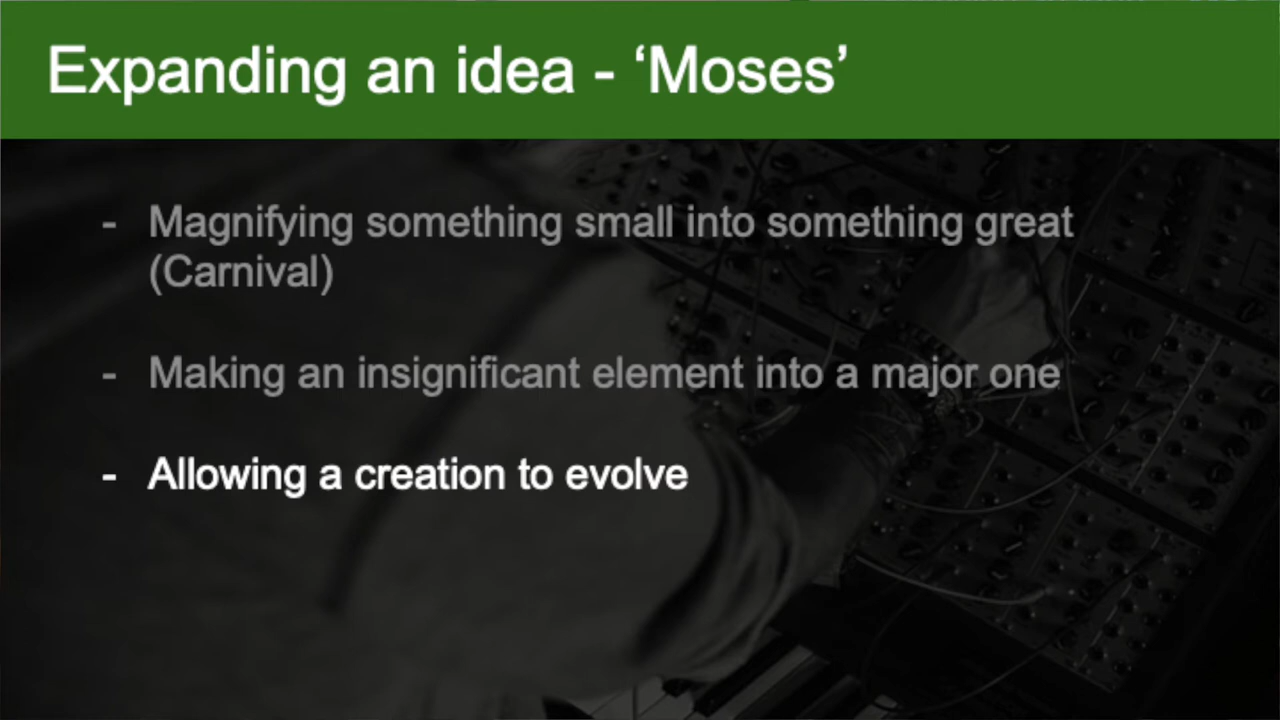 Expanding an idea - ‘Moses’
- Magnifying something small into something great
(Carnival)
- Making an insignificant element into a major one
- Allowing a creation to evolve